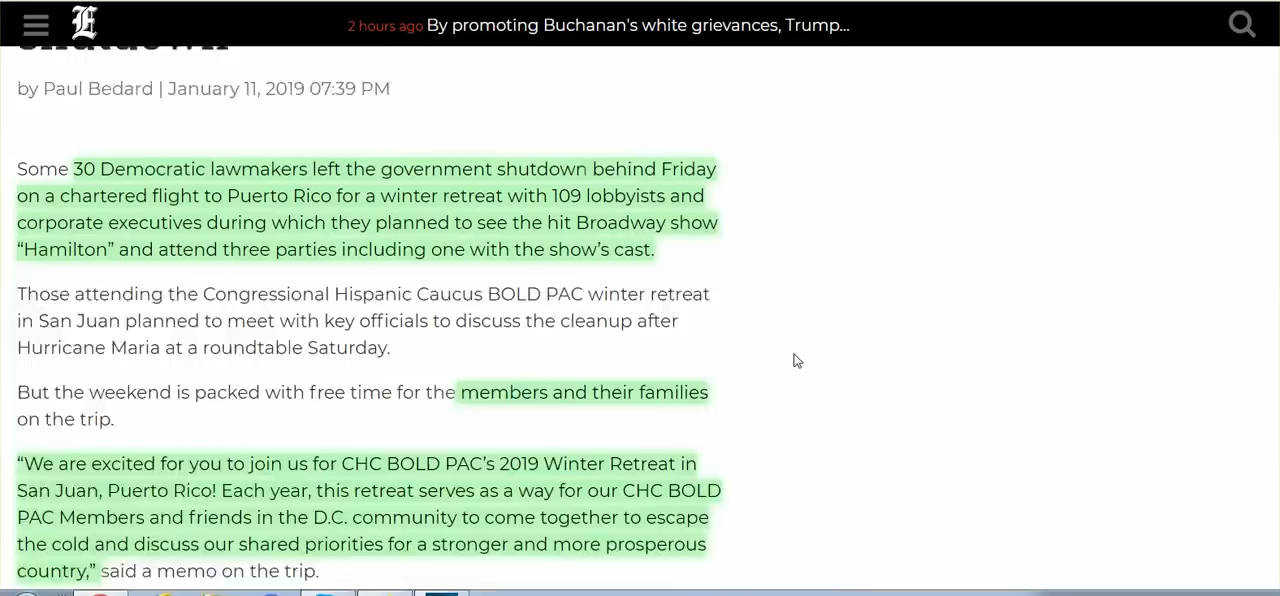 2 hours ago By promoting Buchanan's white grievances, Trump...
shutdown
by Paul Bedard | January 11, 2019 07:39 PM
Some 30 Democratic lawmakers left the government shutdown behind Friday
on a chartered flight to Puerto Rico for a winter retreat with 109 lobbyists and
corporate executives during which they planned to see the hit Broadway show
“Hamilton” and attend three parties including one with the show’s cast.
Those attending the Congressional Hispanic Caucus BOLD PAC winter retreat
in San Juan planned to meet with key officials to discuss the cleanup after
Hurricane Maria at a roundtable Saturday.
But the weekend is packed with free time for the members and their families
on the trip.
“We are excited for you to join us for CHC BOLD PAC’s 2019 Winter Retreat in
San Juan, Puerto Rico! Each year, this retreat serves as a way for our CHC BOLD
PAC Members and friends in the D.C. community to come together to escape
the cold and discuss our shared priorities for a stronger and more prosperous
country,” said a memo on the trip.